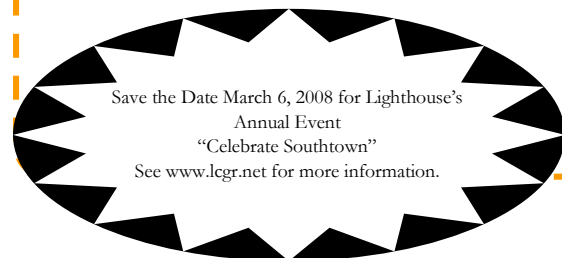 Save the Date March 6, 2008 for Lighthouse’s
Annual Event
“Celebrate Southtown”
See www.lcgr.net for more information.